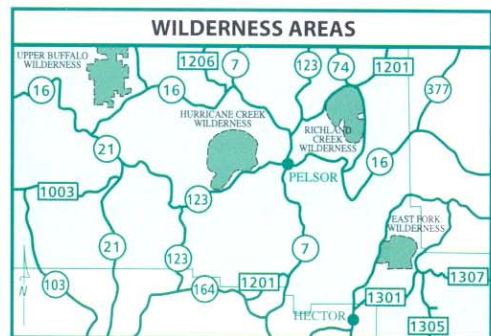 WILDERNESS AREAS
UPPER BUFFALO
WILDERNESS
1206
7
123
74
1201
377
16
16
HURRICANE CREEK
WILDERNESS
RICHLAND
CREEK
WILDERNESS
21
16
1003
123
PELSOR
EAST FORK
WILDERNESS
21
123
7
103
164
1201
1301
1307
N
HECTOR
1305